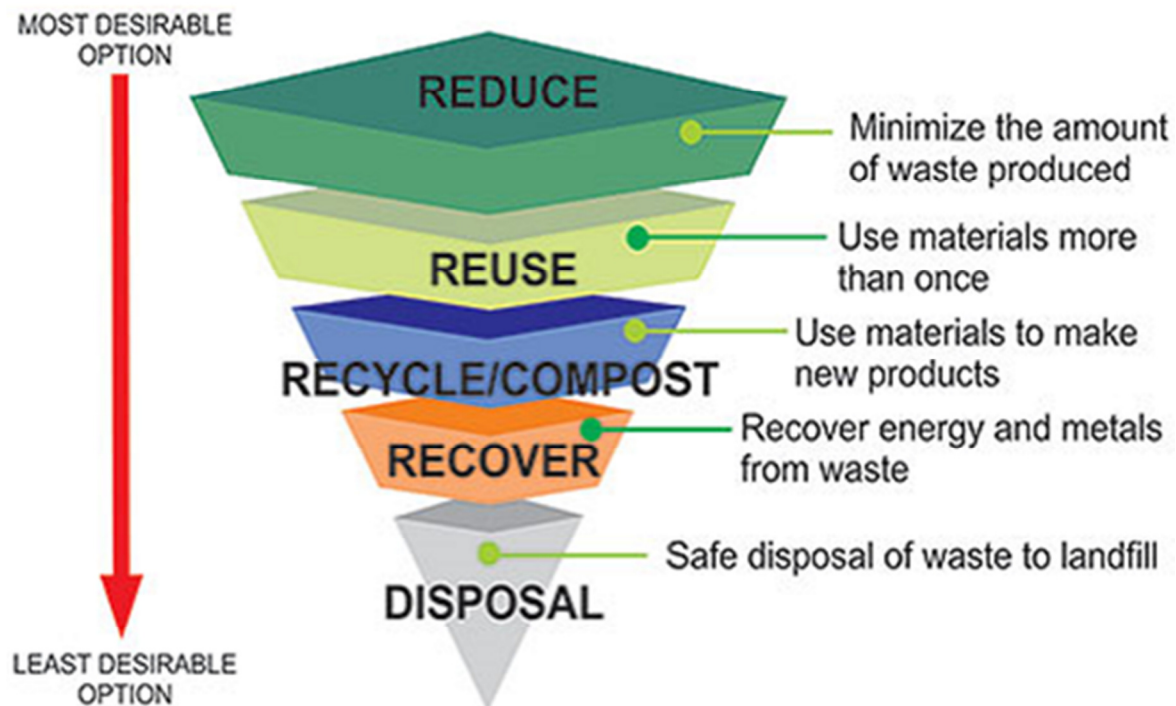 MOST DESIRABLE
OPTION
REDUCE
Minimize the amount
of waste produced
REUSE
Use materials more
than once
RECYCLE/COMPOST
Use materials to make
new products
RECOVER
Recover energy and metals
from waste
DISPOSAL
Safe disposal of waste to landfill
LEAST DESIRABLE
OPTION